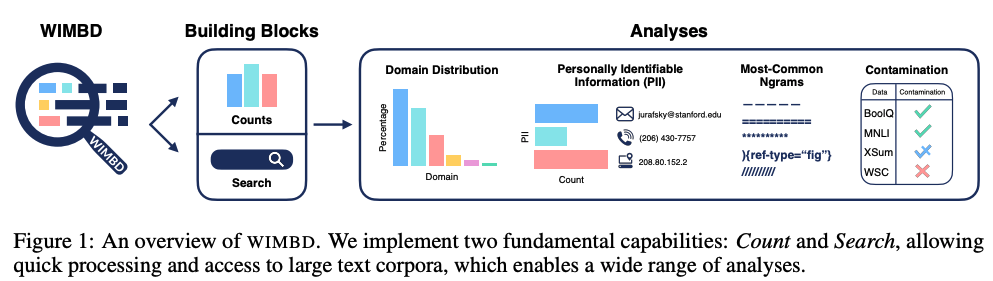 WIMBD
Building Blocks
Analyses
WIMBD
Counts
Search
Domain Distribution
Percentage
Domain
Personally Identifiable
Information (PII)
PII
jurafsky@stanford.edu
(206) 430-7757
208.80.152.2
Count
Most-Common
Ngrams
— — — — — —
===========
**********
){ref-type=“fig”}
//////////
Contamination
Data Contamination
BoolQ
MNLI
XSum
WSC
Figure 1: An overview of WIMBD. We implement two fundamental capabilities: Count and Search, allowing
quick processing and access to large text corpora, which enables a wide range of analyses.